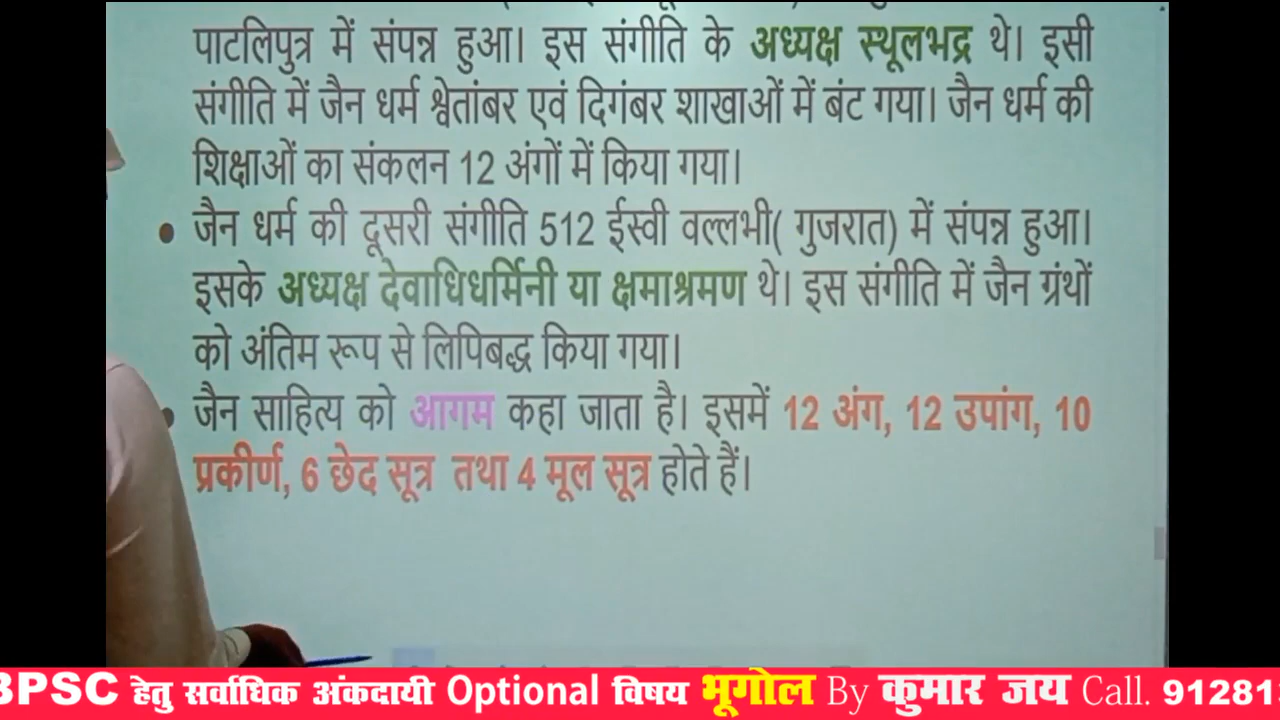 पाटलिपुत्र में संपन्न हुआ। इस संगीति के अध्यक्ष स्थूलभद्र थे। इसी
संगीति में जैन धर्म श्वेतांबर एवं दिगंबर शाखाओं में बंट गया। जैन धर्म की
शिक्षाओं का संकलन 12 अंगों में किया गया।
• जैन धर्म की दूसरी संगीति 512 ईस्वी वल्लभी( गुजरात) में संपन्न हुआ।
इसके अध्यक्ष देवाधिधर्मिनी या क्षमाश्रमण थे। इस संगीति में जैन ग्रंथों
को अंतिम रूप से लिपिबद्ध किया गया।
• जैन साहित्य को आगम कहा जाता है। इसमें 12 अंग, 12 उपांग, 10
प्रकीर्ण, 6 छेद सूत्र तथा 4 मूल सूत्र होते हैं।
BPSC हेतु सर्वाधिक अंकदायी Optional विषय भूगोल By कुमार जय Call. 91281